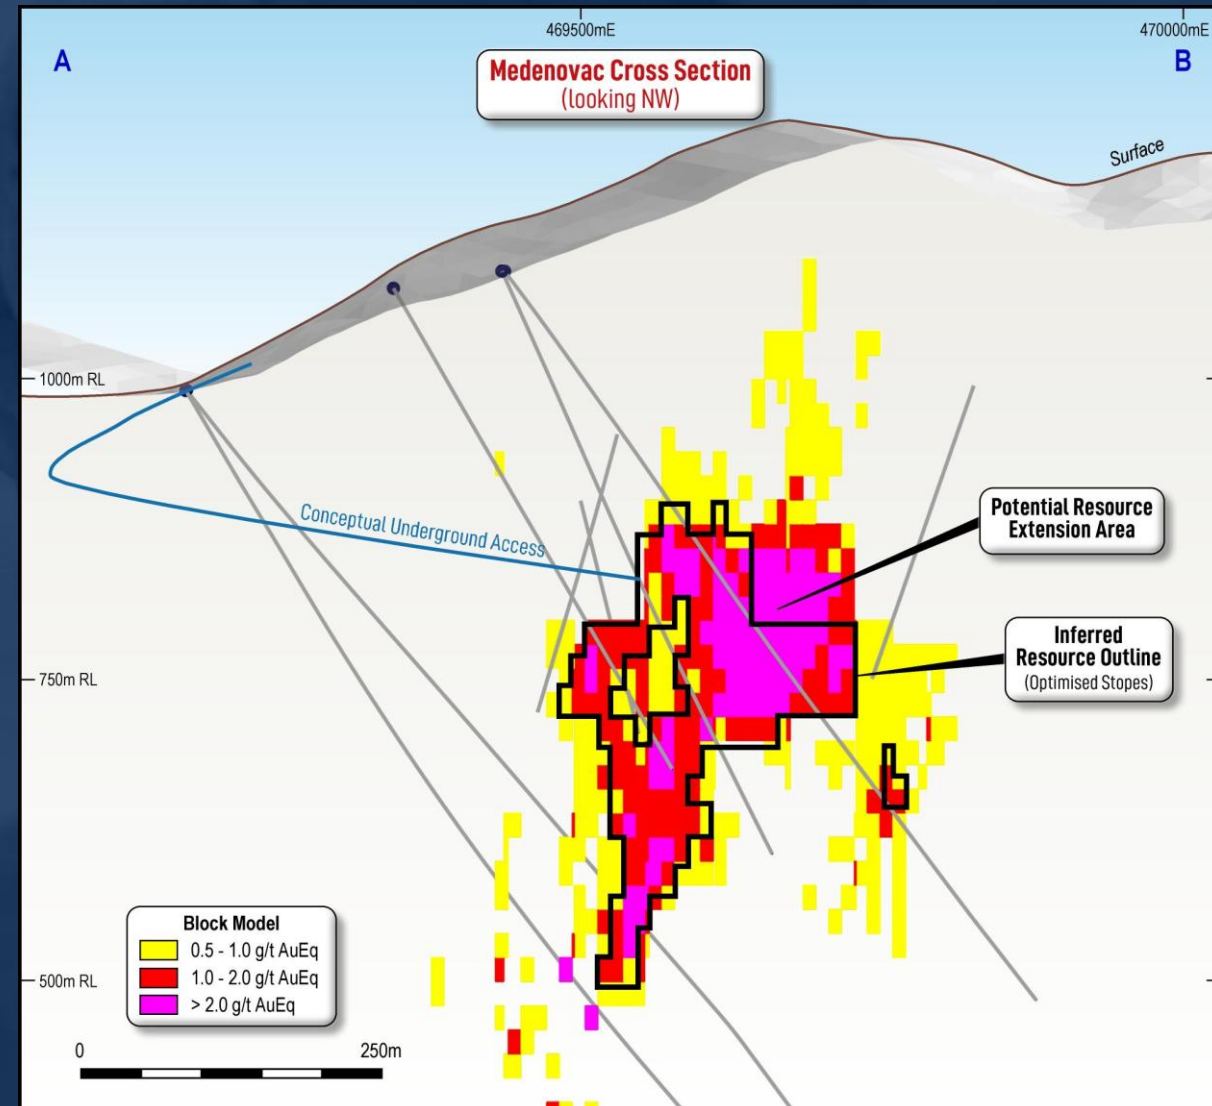 469500mE
470000mE
A
B
Medenovac Cross Section
(looking NW)
Surface
1000m RL
Conceptual Underground Access
Potential Resource
Extension Area
Inferred
Resource Outline
(Optimised Stopes)
750m RL
Block Model
0.5 - 1.0 g/t AuEq
1.0 - 2.0 g/t AuEq
> 2.0 g/t AuEq
500m RL
0
250m